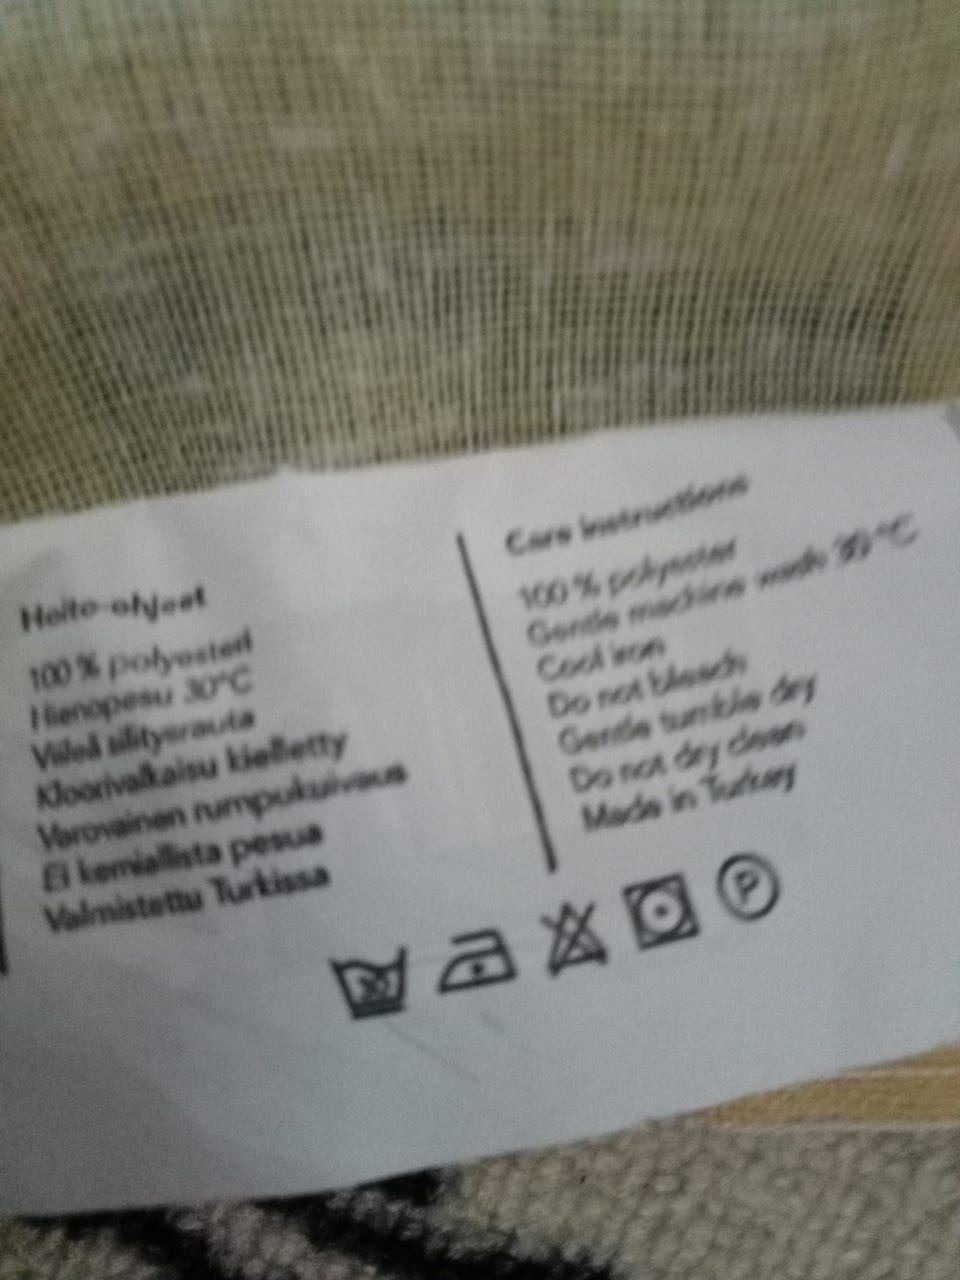 Hoito-ohjeet
100 % polyesteri
Hienopesu 30°C
Viileä silitysrauta
Kloorivalkaisu kielletty
Varovainen rumpukuivaus
Ei kemiallista pesua
Valmistettu Turkissa
Care instructions
100 % polyester
Gentle machine wash 30 °C
Cool iron
Do not bleach
Gentle tumble dry
Do not dry clean
Made in Turkey
30
P